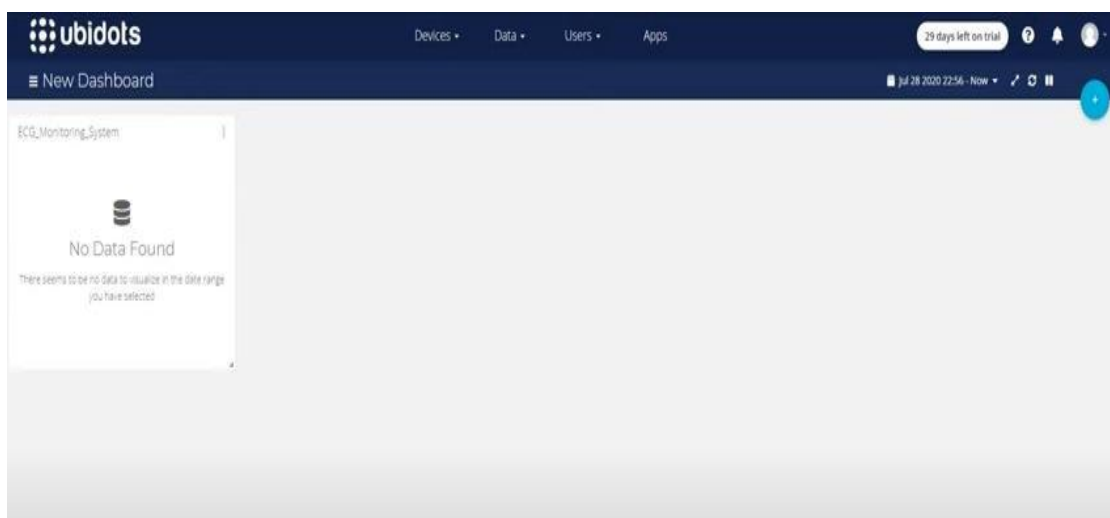 ubidots
Devices
Data
Users
Apps
29 days left on trial
New Dashboard
Jul 28 2020 22:56 - Now
ECG_Monitoring_System
No Data Found
There seems to be no data to visualize in the date range
you have selected